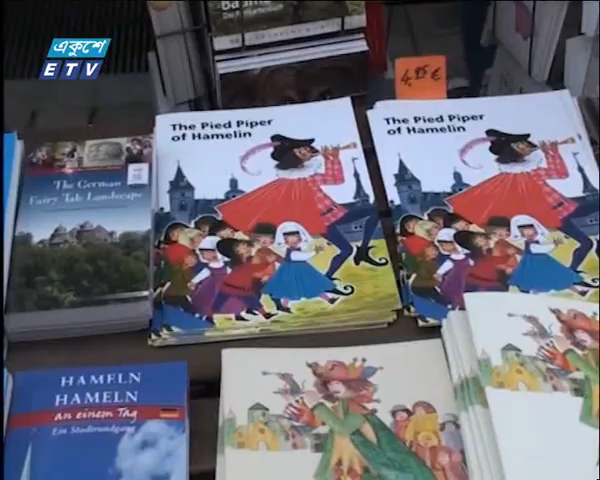 একুশে
ETV
4.95 €
The Pied Piper
of Hamelin
The Pied Piper
of Hamelin
The German
Fairy Tale Landscape
HAMELN
HAMELN
an einem Tag
Ein Stadtrundgang